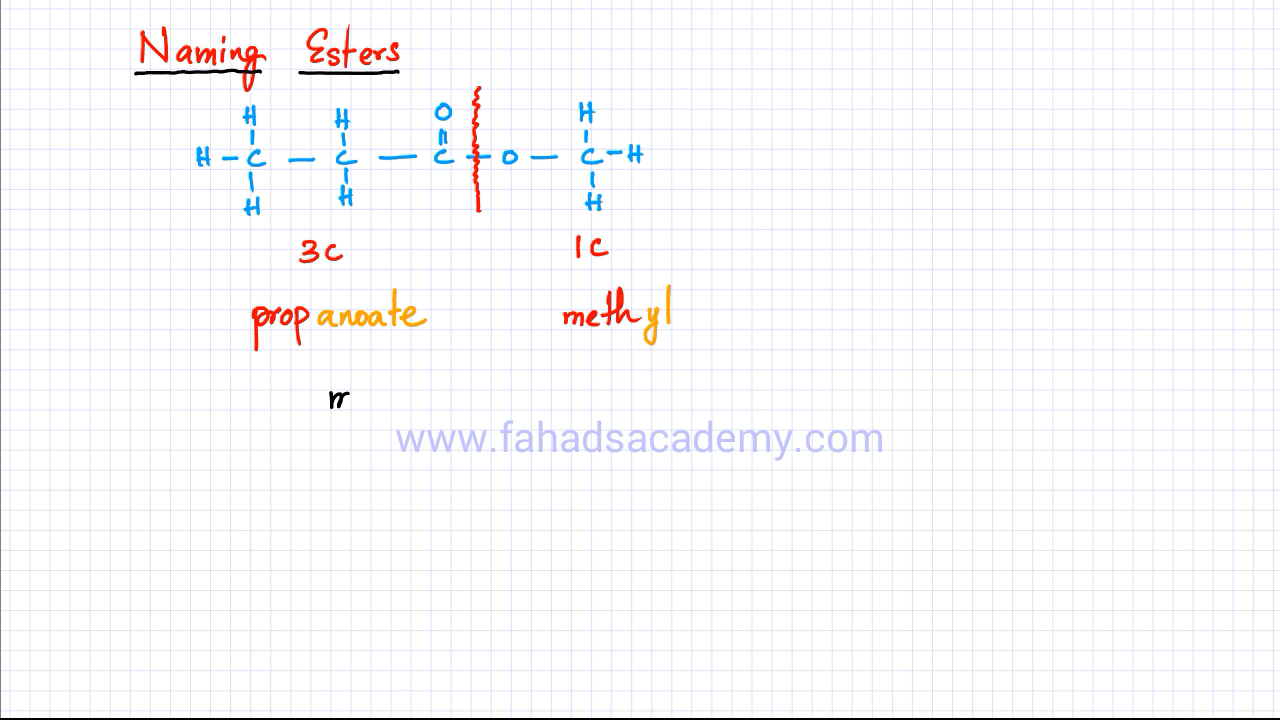 Naming Esters
H H O H
H – C — C — C – O — C – H
H H H
3C 1C
propanoate methyl
m
www.fahadsacademy.com